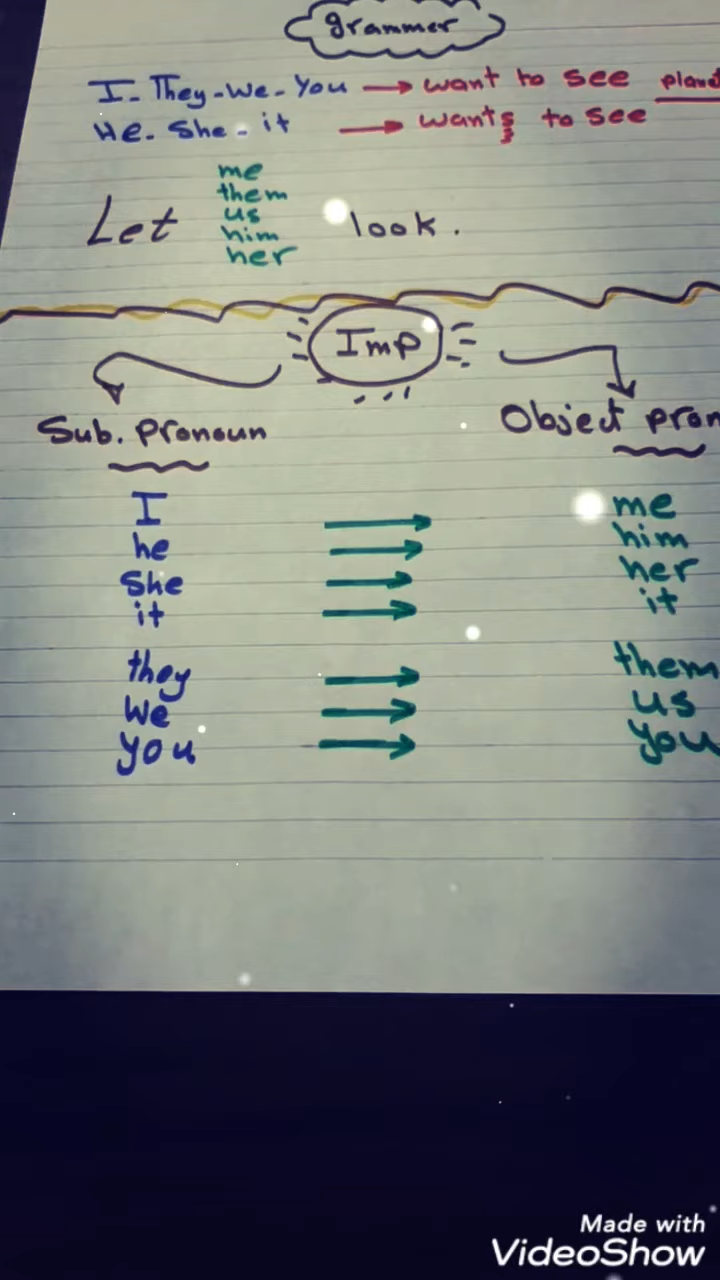 grammer
I - They - We - You → want to see
He - She - it → wants to see
me
them
Let us look.
him
her
Imp
Sub. Pronoun Object
I → me
he → him
She → her
it → it
they → them
We → us
you → you
Made with
VideoShow